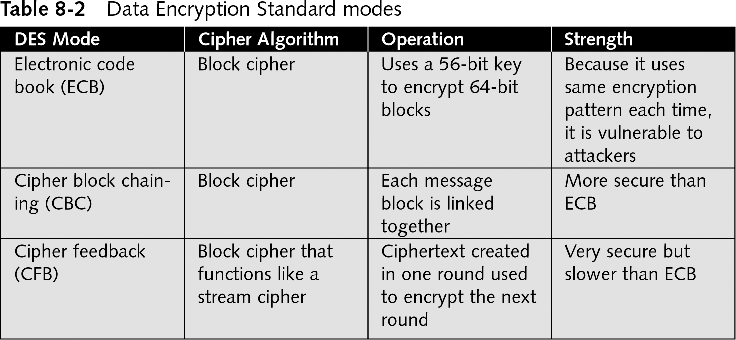 Table 8-2 Data Encryption Standard modes
DES Mode Cipher Algorithm Operation Strength
Electronic code Block cipher Uses a 56-bit key Because it uses
book (ECB) to encrypt 64-bit same encryption
blocks pattern each time,
it is vulnerable to
attackers
Cipher block chain- Block cipher Each message More secure than
ing (CBC) block is linked ECB
together
Cipher feedback Block cipher that Ciphertext created Very secure but
(CFB) functions like a in one round used slower than ECB
stream cipher to encrypt the next
round